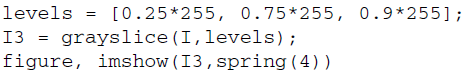 levels = [0.25*255, 0.75*255, 0.9*255];
I3 = grayslice(I,levels);
figure, imshow(I3,spring(4))